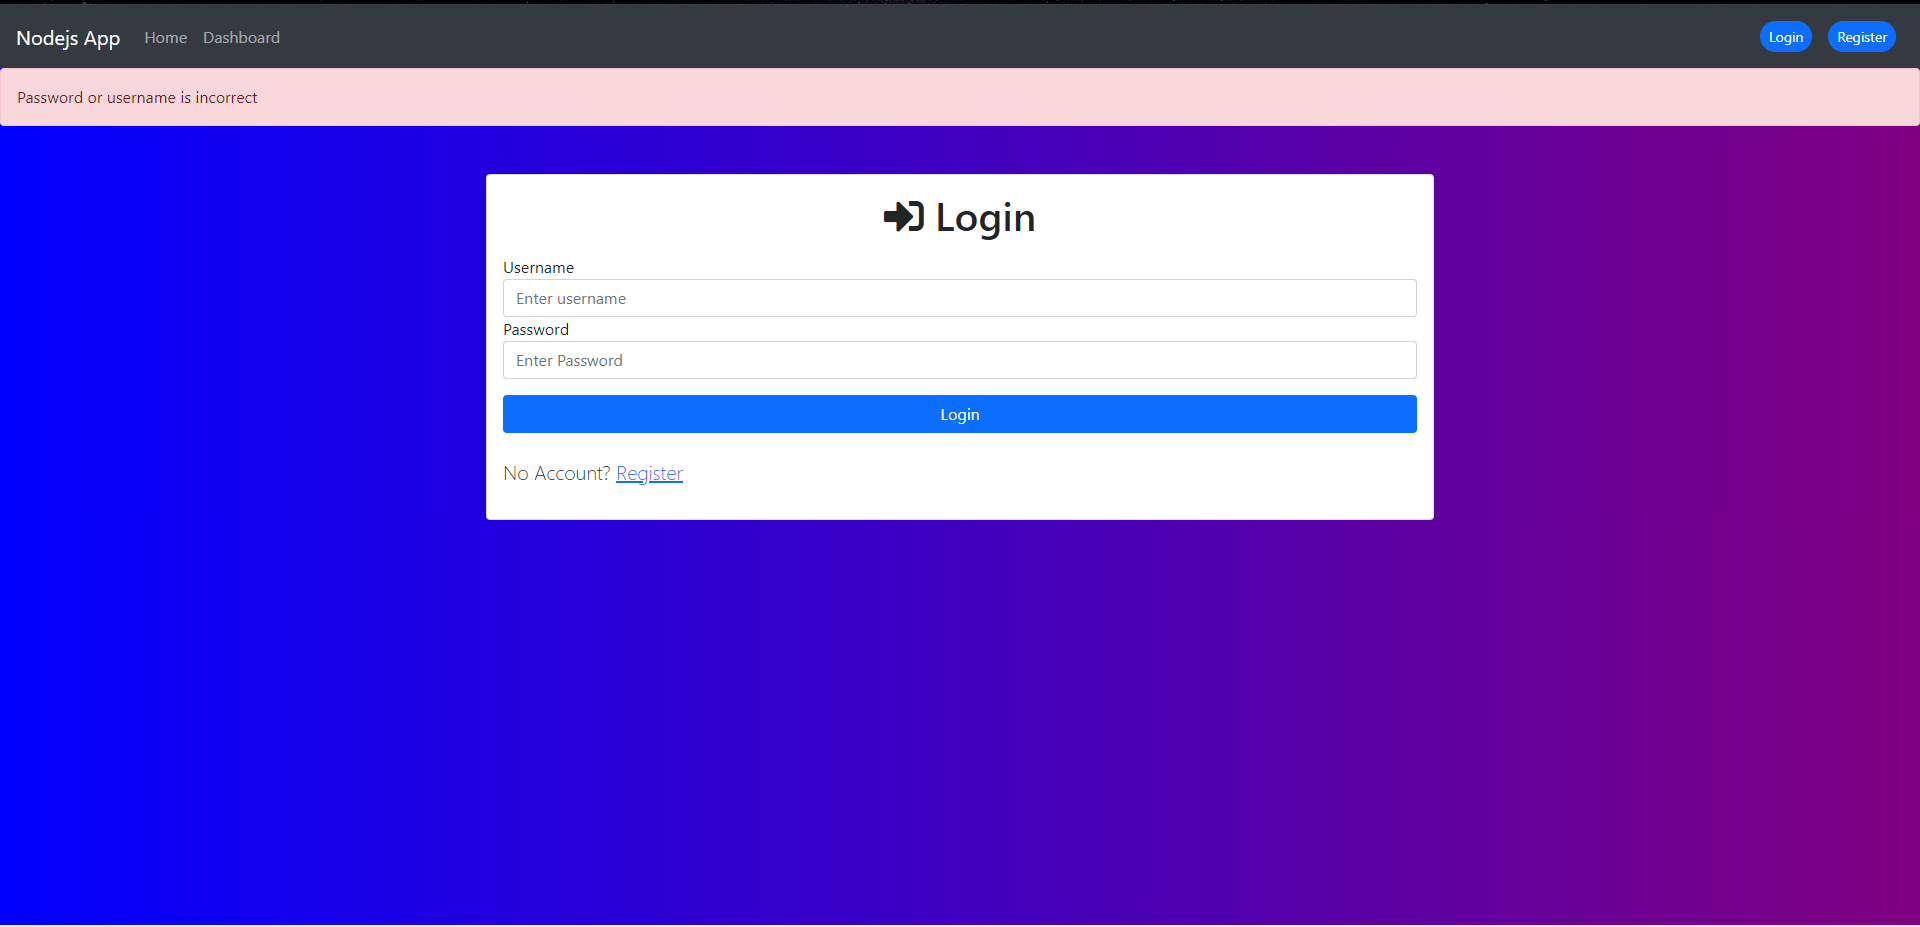 Nodejs App Home Dashboard Login Register
Password or username is incorrect
Login
Username
Enter username
Password
Enter Password
Login
No Account? Register